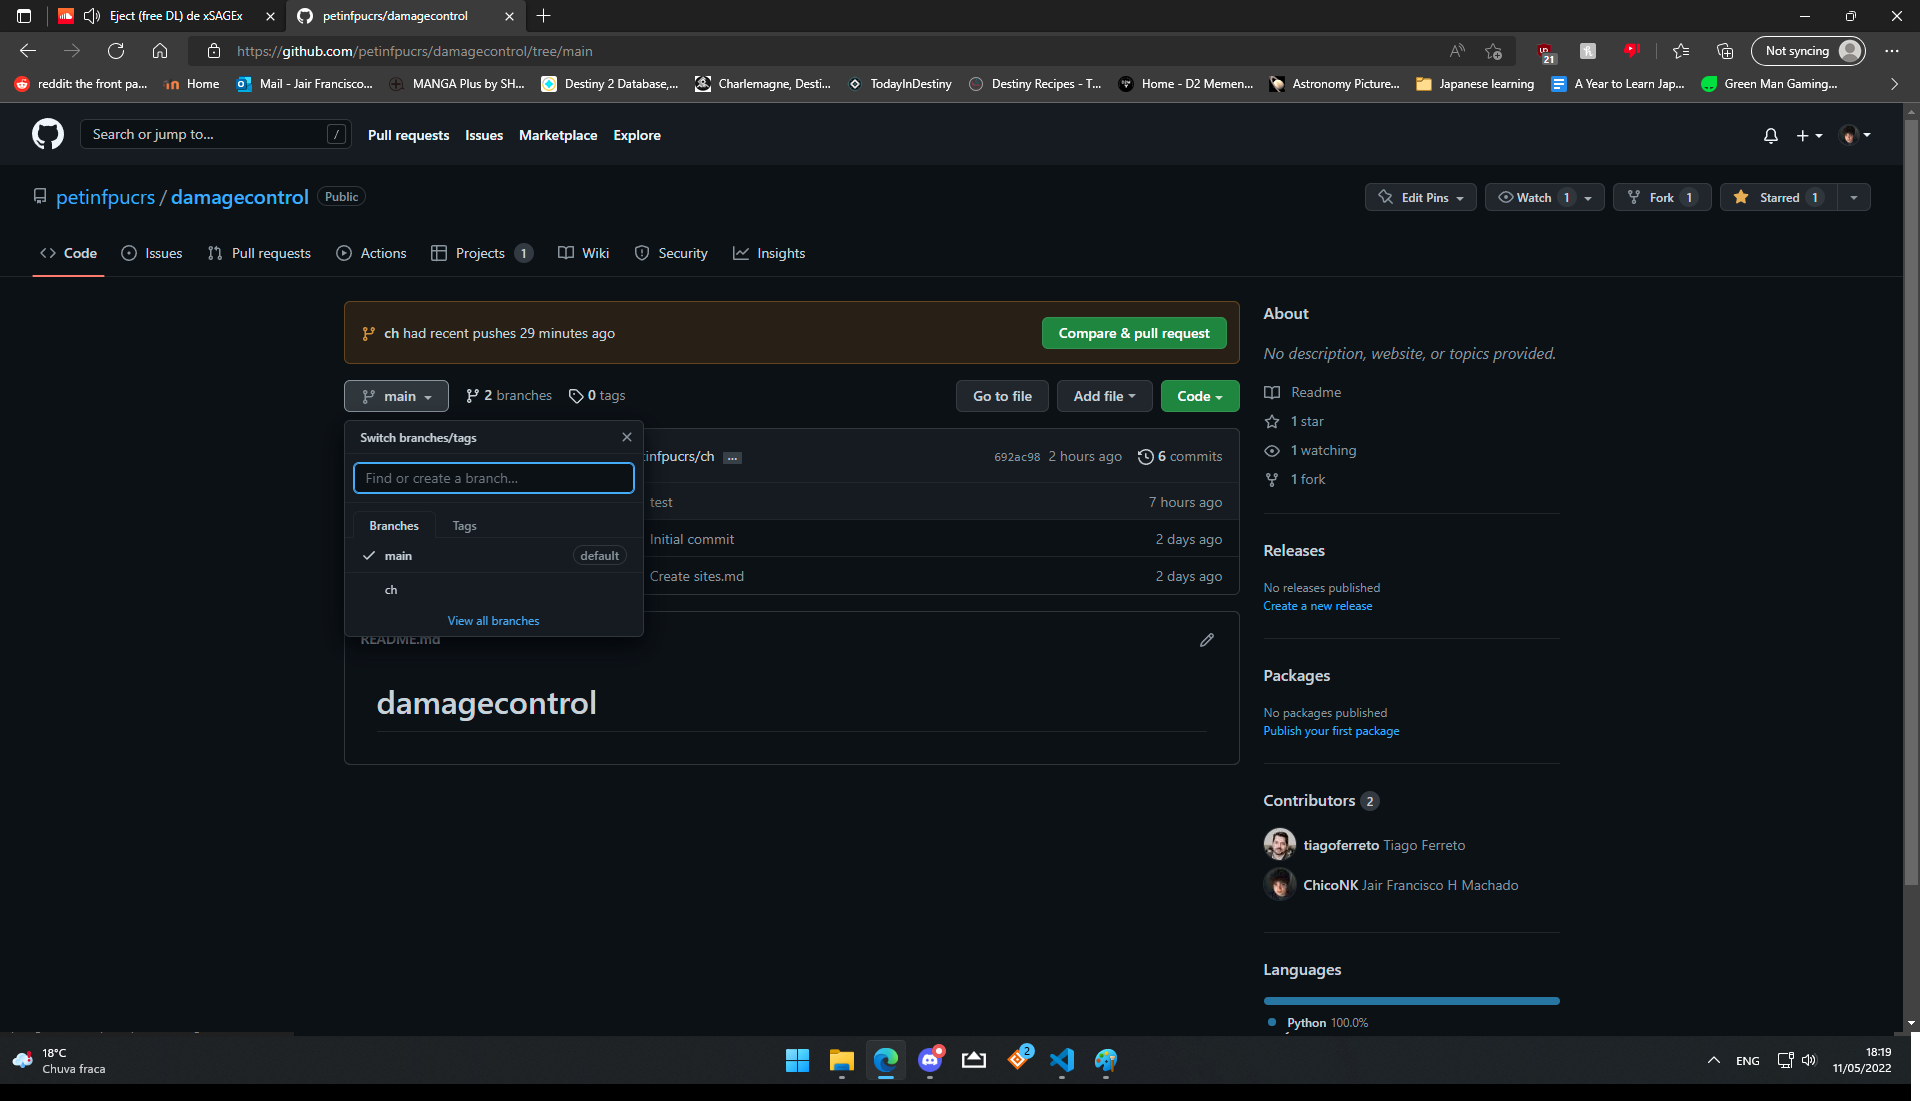 Eject (free DL) de xSAGEx
petinfpucrs/damagecontrol
https://github.com/petinfpucrs/damagecontrol/tree/main
21
Not syncing
reddit: the front pa...
Home
Mail - Jair Francisco...
MANGA Plus by SH...
Destiny 2 Database,...
Charlemagne, Desti...
TodayInDestiny
Destiny Recipes - T...
Home - D2 Memen...
Astronomy Picture...
Japanese learning
A Year to Learn Jap...
Green Man Gaming...
Search or jump to...
/
Pull requests
Issues
Marketplace
Explore
petinfpucrs / damagecontrol
Public
Edit Pins
Watch 1
Fork 1
Starred 1
Code
Issues
Pull requests
Actions
Projects 1
Wiki
Security
Insights
ch had recent pushes 29 minutes ago
Compare & pull request
main
2 branches
0 tags
Go to file
Add file
Code
Switch branches/tags
Find or create a branch...
Branches
Tags
main
default
ch
View all branches
infpucrs/ch ...
692ac98 2 hours ago
6 commits
test
7 hours ago
Initial commit
2 days ago
Create sites.md
2 days ago
README.md
damagecontrol
About
No description, website, or topics provided.
Readme
1 star
1 watching
1 fork
Releases
No releases published
Create a new release
Packages
No packages published
Publish your first package
Contributors 2
tiagoferreto Tiago Ferreto
ChicoNK Jair Francisco H Machado
Languages
Python 100.0%
18°C
Chuva fraca
2
ENG
18:19
11/05/2022